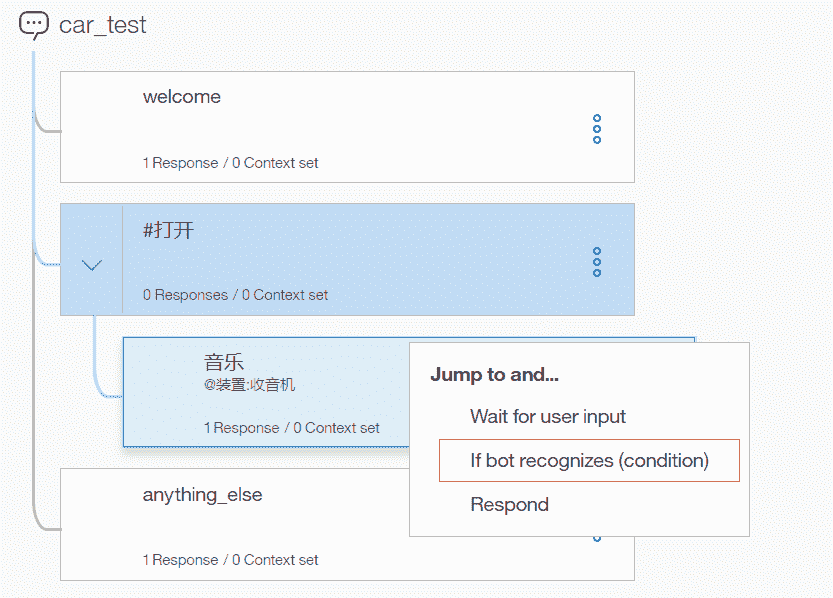 car_test
welcome
1 Response / 0 Context set
#打开
0 Responses / 0 Context set
音乐
@装置:收音机
1 Response / 0 Context set
Jump to and...
Wait for user input
If bot recognizes (condition)
Respond
anything_else
1 Response / 0 Context set